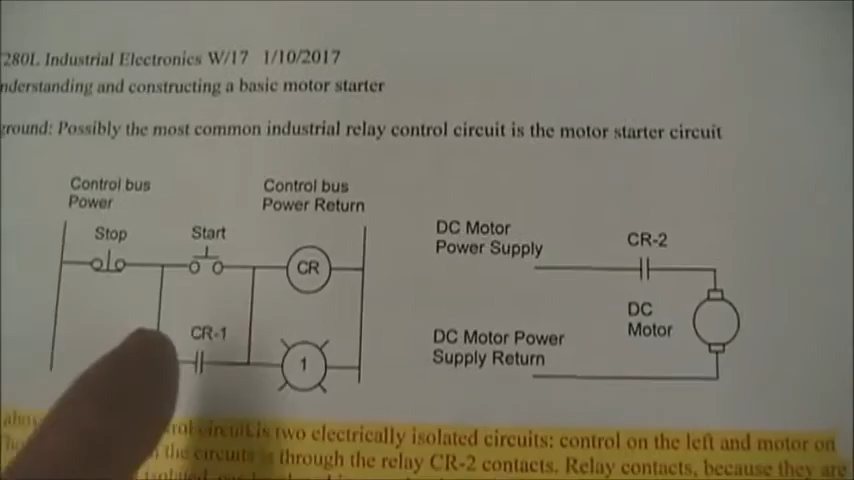 280L Industrial Electronics W/17 1/10/2017
nderstanding and constructing a basic motor starter
ground: Possibly the most common industrial relay control circuit is the motor starter circuit
Control bus
Power
Control bus
Power Return
Stop
Start
CR
CR-1
1
DC Motor
Power Supply
CR-2
DC
Motor
DC Motor Power
Supply Return
rol circuit is two electrically isolated circuits: control on the left and motor on
the circuits is through the relay CR-2 contacts. Relay contacts, because they are